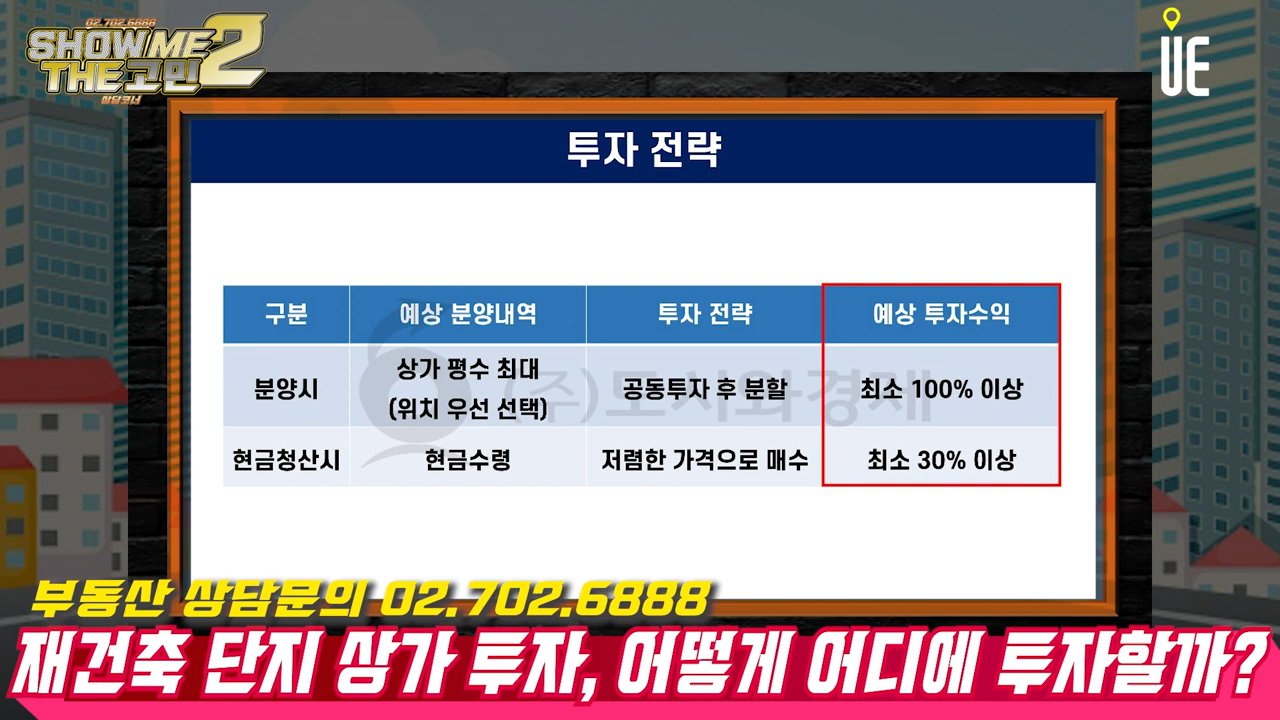 02.702.6888
SHOW ME
THE고민2
상담코너
UE
투자 전략
구분 예상 분양내역 투자 전략 예상 투자수익
분양시 상가 평수 최대 (위치 우선 선택) 공동투자 후 분할 최소 100% 이상
현금청산시 현금수령 저렴한 가격으로 매수 최소 30% 이상
(주)도시와경제
부동산 상담문의 02.702.6888
재건축 단지 상가 투자, 어떻게 어디에 투자할까?